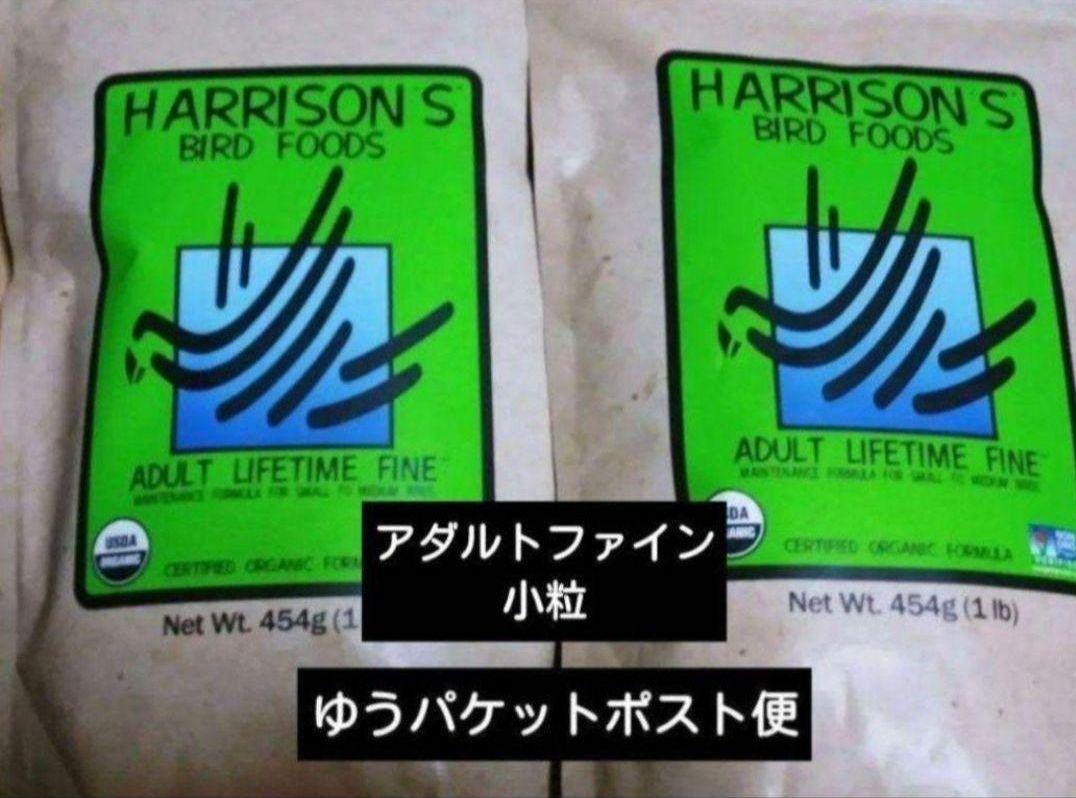 HARRISON'S
BIRD FOODS
ADULT LIFETIME FINE
MAINTENANCE FORMULA FOR SMALL TO MEDIUM BIRDS
USDA
ORGANIC
CERTIFIED ORGANIC FORM
Net Wt. 454g (1
HARRISON'S
BIRD FOODS
ADULT LIFETIME FINE
MAINTENANCE FORMULA FOR SMALL TO MEDIUM BIRDS
DA
ANIC
CERTIFIED ORGANIC FORMULA
Net Wt. 454g (1 lb)
アダルトファイン
小粒
ゆうパケットポスト便